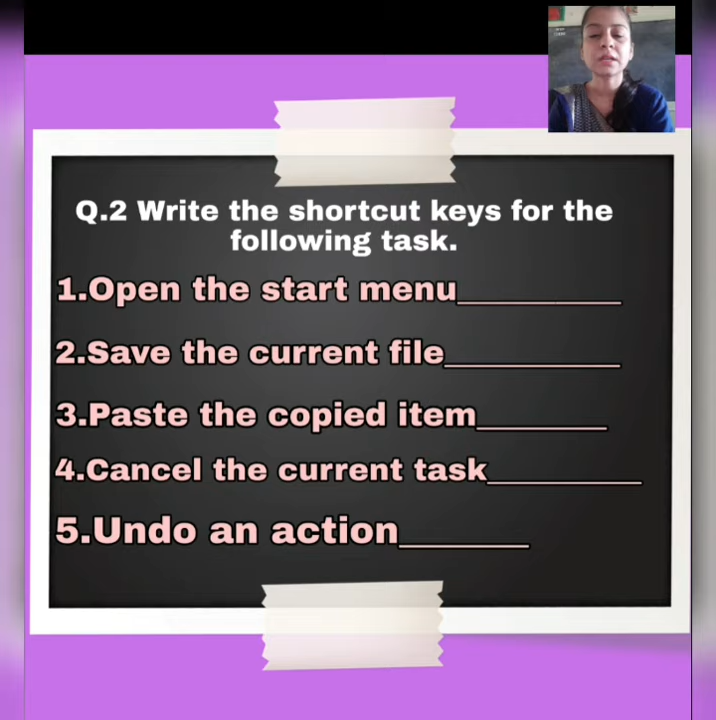 Q.2 Write the shortcut keys for the
following task.
1.Open the start menu__________
2.Save the current file___________
3.Paste the copied item________
4.Cancel the current task__________
5.Undo an action________